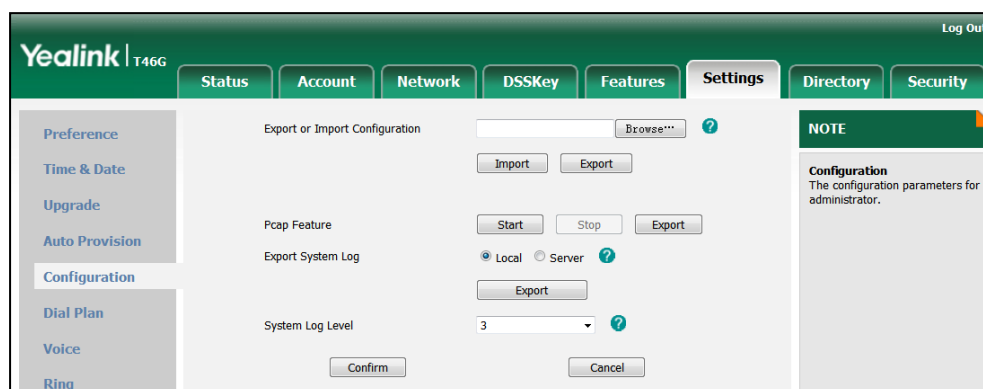 Log Out
Yealink | T46G
Status Account Network DSSKey Features Settings Directory Security
Preference
Time & Date
Upgrade
Auto Provision
Configuration
Dial Plan
Voice
Ring
Export or Import Configuration Browse... ?
Import Export
Pcap Feature Start Stop Export
Export System Log Local Server ?
Export
System Log Level 3 ?
Confirm Cancel
NOTE
Configuration
The configuration parameters for
administrator.